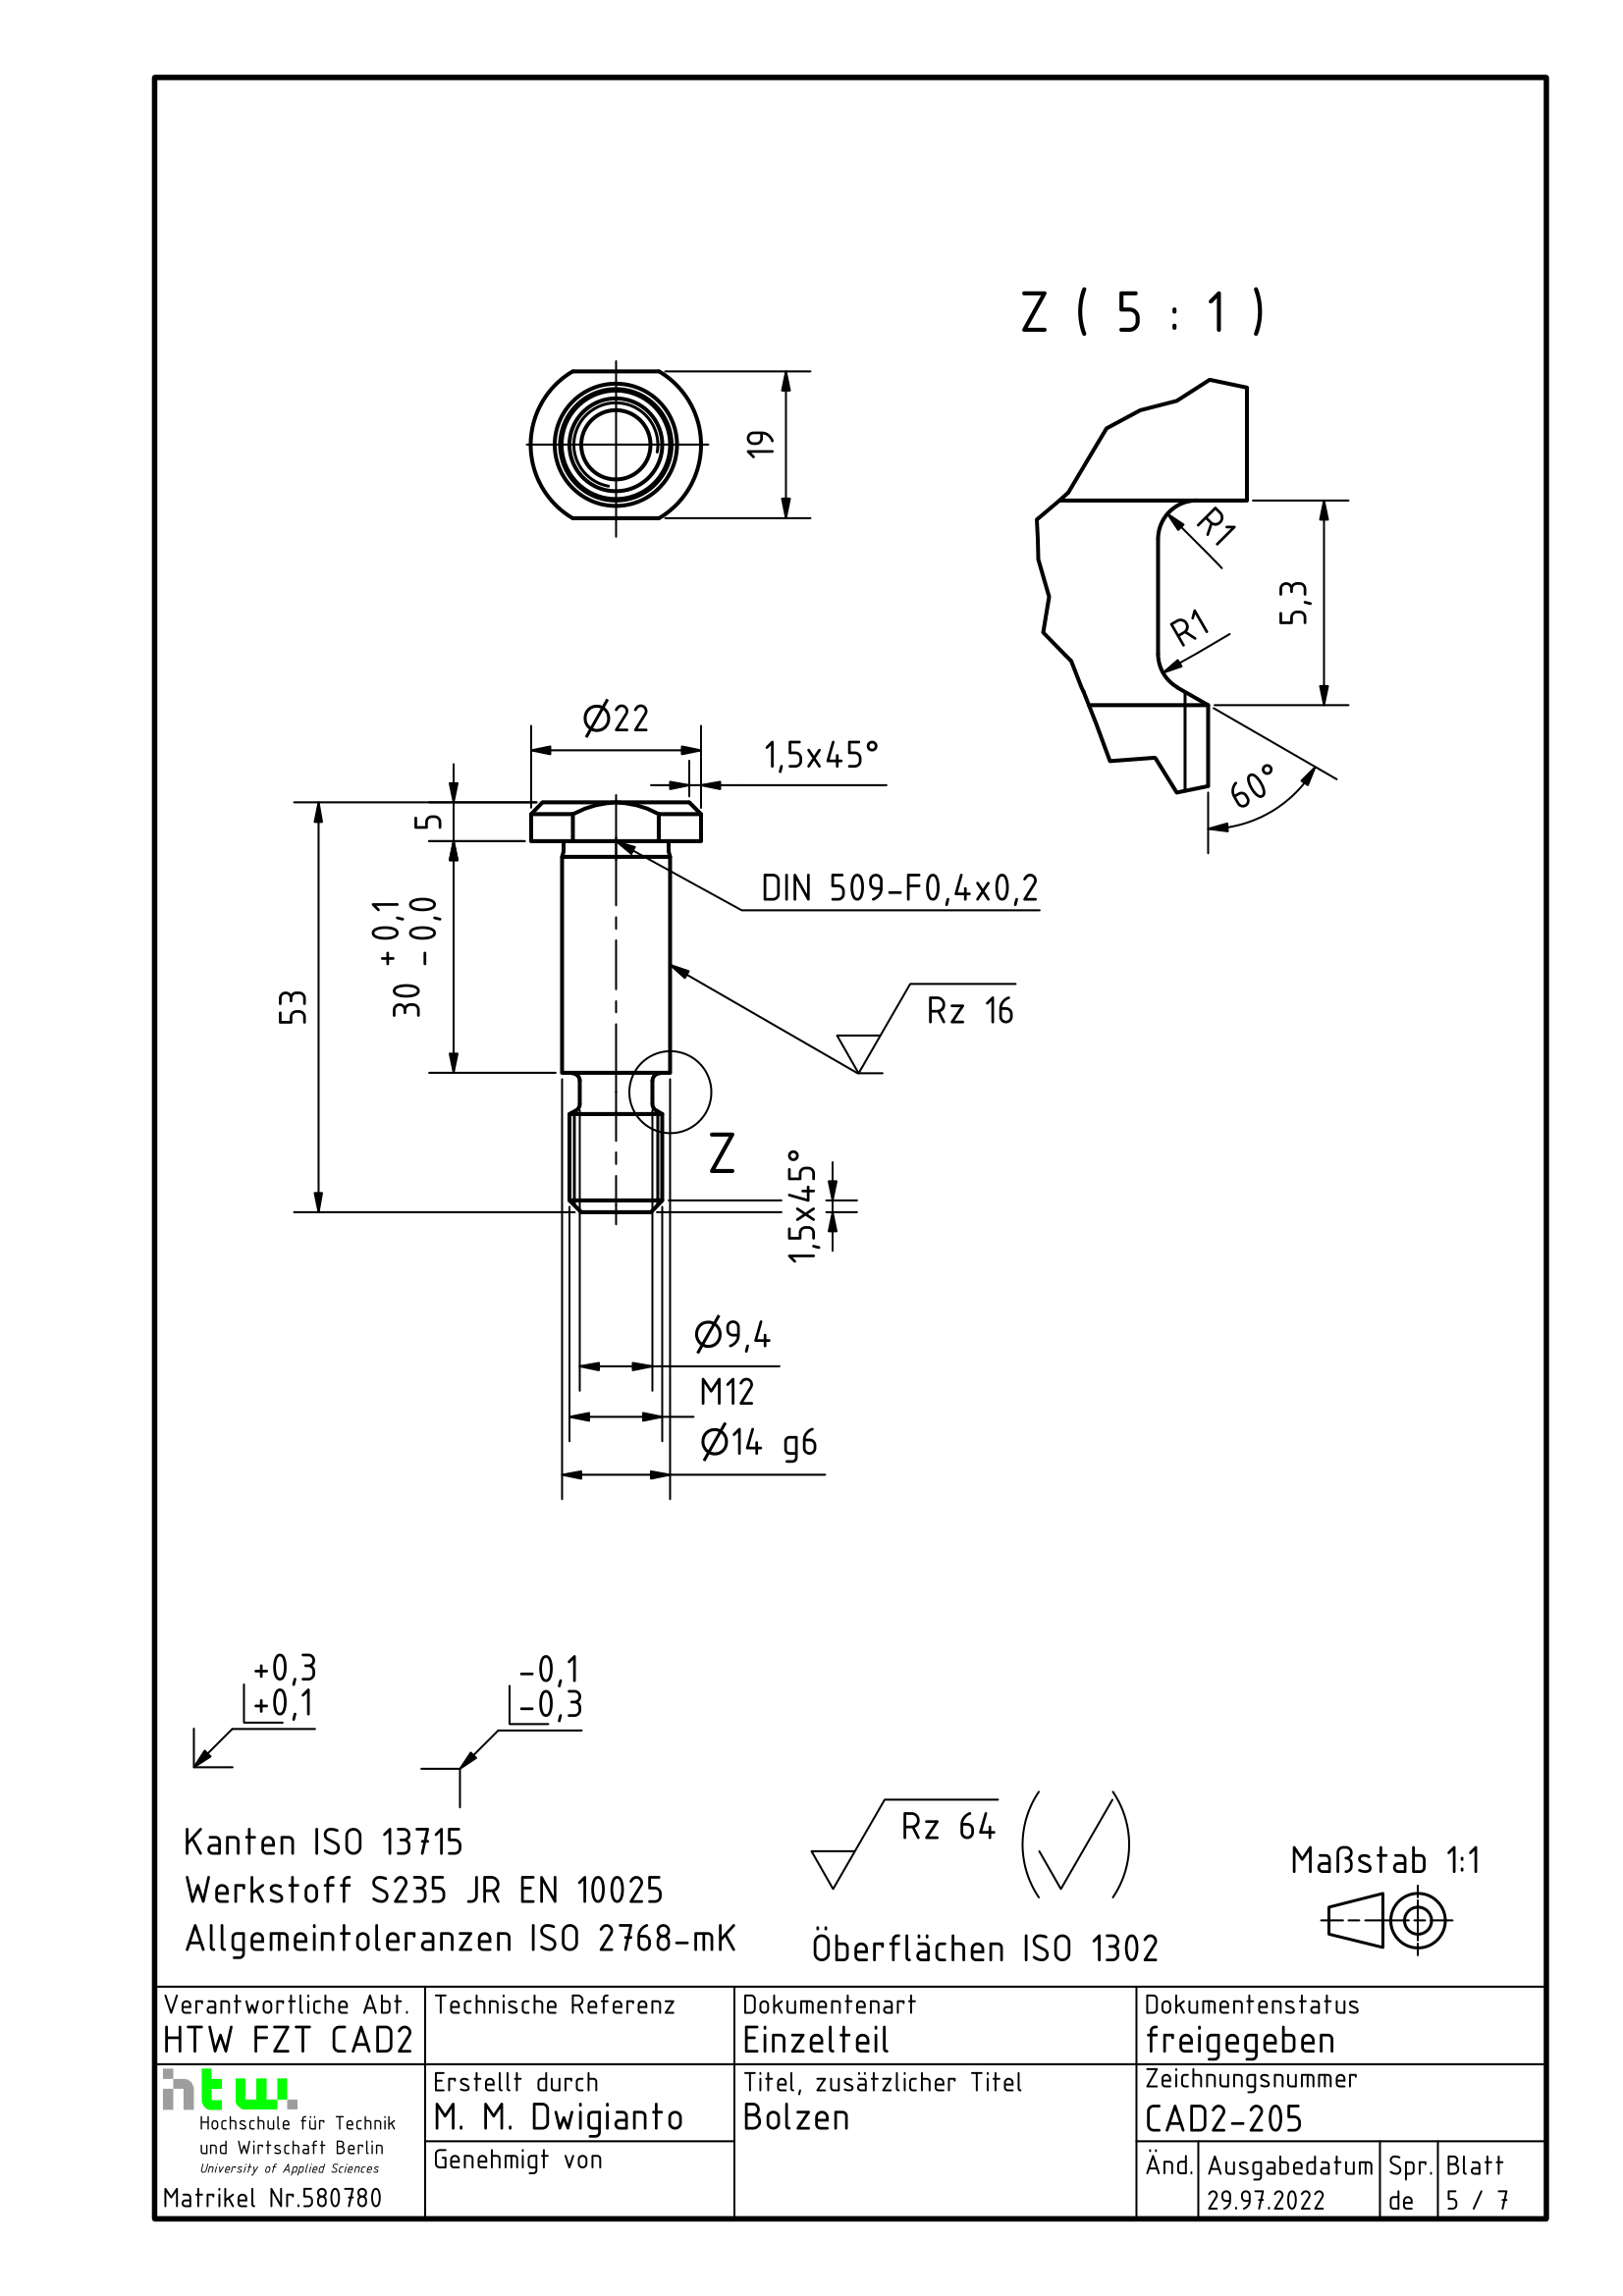 Z ( 5 : 1 )
19
R1
R1
5,3
60°
Ø22
1,5x45°
5
DIN 509-F0,4x0,2
30 +0,1 -0,0
53
Rz 16
Z
1,5x45°
Ø9,4
M12
Ø14 g6
+0,3
+0,1
-0,1
-0,3
Kanten ISO 13715
Werkstoff S235 JR EN 10025
Allgemeintoleranzen ISO 2768-mK
Rz 64
Öberflächen ISO 1302
Maßstab 1:1
Verantwortliche Abt.
HTW FZT CAD2
Technische Referenz
Dokumentenart
Einzelteil
Dokumentenstatus
freigegeben
htw.
Hochschule für Technik
und Wirtschaft Berlin
University of Applied Sciences
Matrikel Nr.580780
Erstellt durch
M. M. Dwigianto
Genehmigt von
Titel, zusätzlicher Titel
Bolzen
Zeichnungsnummer
CAD2-205
Änd.
Ausgabedatum
29.97.2022
Spr.
de
Blatt
5 / 7